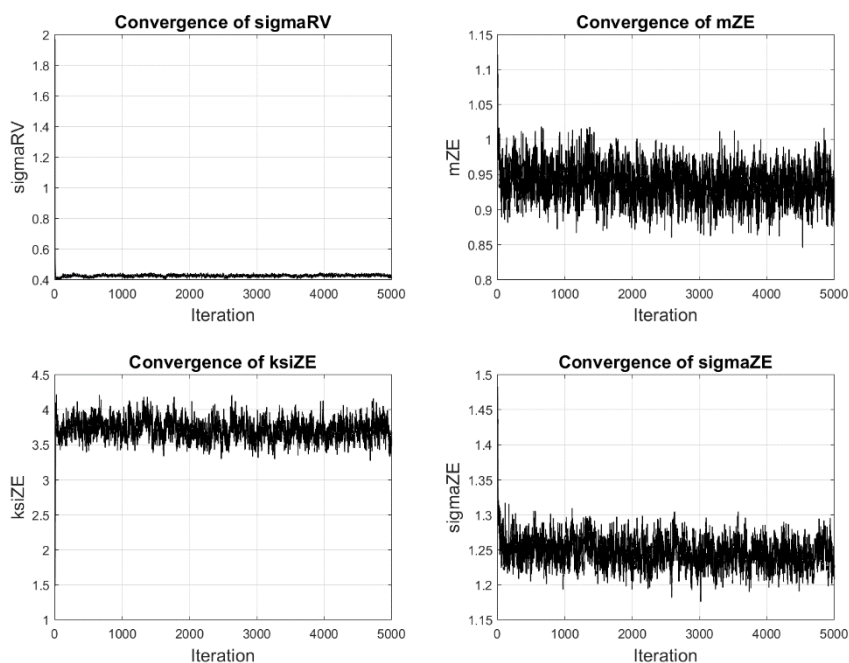 Convergence of sigmaRV
2
1.8
1.6
1.4
1.2
1
0.8
0.6
0.4
sigmaRV
0 1000 2000 3000 4000 5000
Iteration
Convergence of mZE
1.15
1.1
1.05
1
0.95
0.9
0.85
0.8
mZE
0 1000 2000 3000 4000 5000
Iteration
Convergence of ksiZE
4.5
4
3.5
3
2.5
2
1.5
1
ksiZE
0 1000 2000 3000 4000 5000
Iteration
Convergence of sigmaZE
1.5
1.45
1.4
1.35
1.3
1.25
1.2
1.15
sigmaZE
0 1000 2000 3000 4000 5000
Iteration